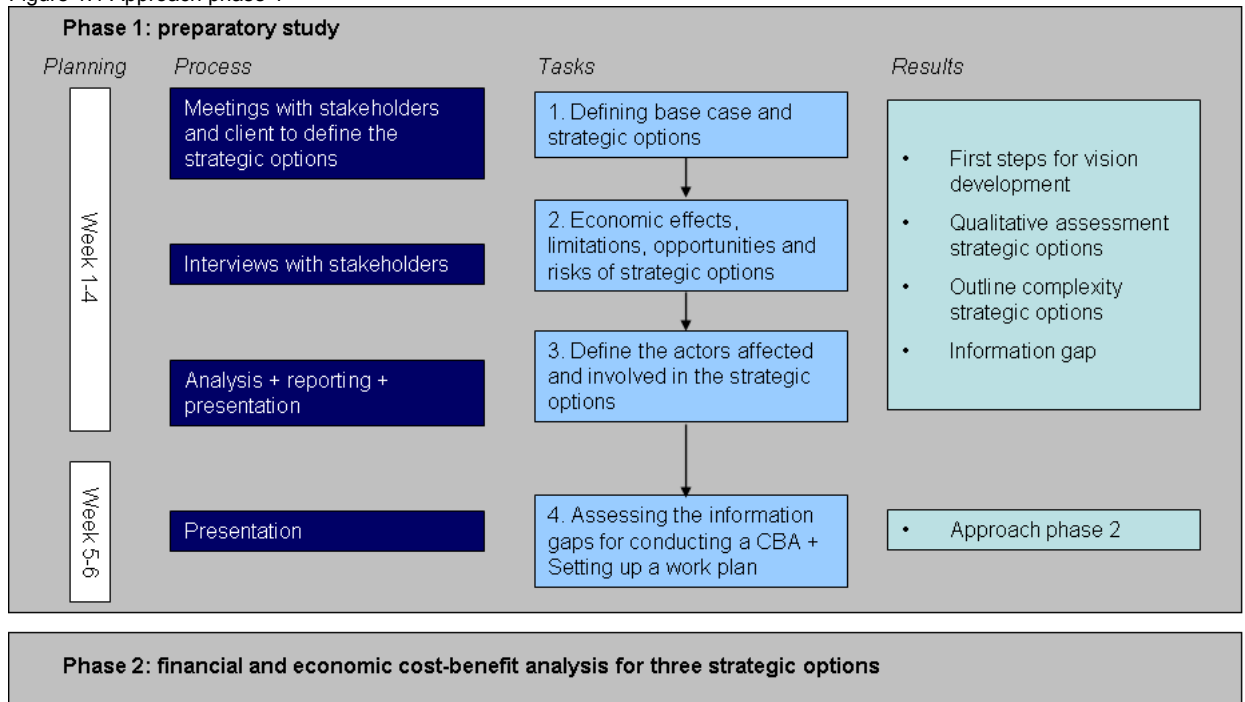 Phase 1: preparatory study
Planning
Process
Tasks
Results
Week 1-4
Meetings with stakeholders
and client to define the
strategic options
1. Defining base case and
strategic options
• First steps for vision
development
• Qualitative assessment
strategic options
• Outline complexity
strategic options
• Information gap
Interviews with stakeholders
2. Economic effects,
limitations, opportunities and
risks of strategic options
Analysis + reporting +
presentation
3. Define the actors affected
and involved in the strategic
options
Week 5-6
Presentation
4. Assessing the information
gaps for conducting a CBA +
Setting up a work plan
• Approach phase 2
Phase 2: financial and economic cost-benefit analysis for three strategic options